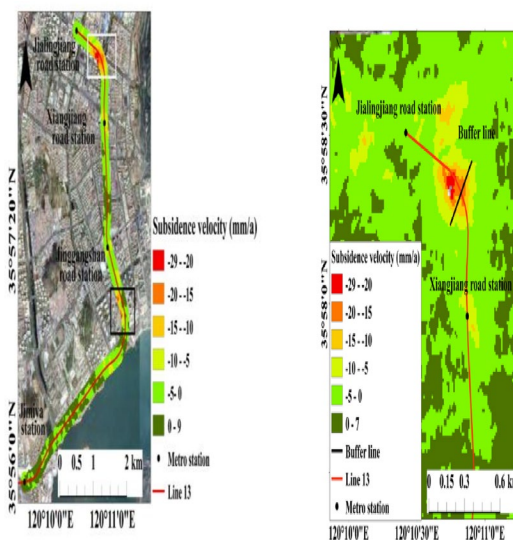 Jialingjiang
road station
Xiangjiang
road station
Jinggangshan
road station
Jimiya
station
35°57'20"N
35°56'0"N
Subsidence velocity (mm/a)
-29 --20
-20 --15
-15 --10
-10 --5
-5- 0
0 - 9
Metro station
Line 13
0 0.5 1 2 km
120°10'0"E 120°11'0"E
Jialingjiang road station
Buffer line
Xiangjiang road station
35°58'30"N
35°58'0"N
Subsidence velocity (mm/a)
-29 --20
-20 --15
-15 --10
-10 --5
-5 - 0
0 - 7
Buffer line
Line 13
Metro station
0 0.15 0.3 0.6 km
120°10'0"E 120°10'30"E 120°11'0"E